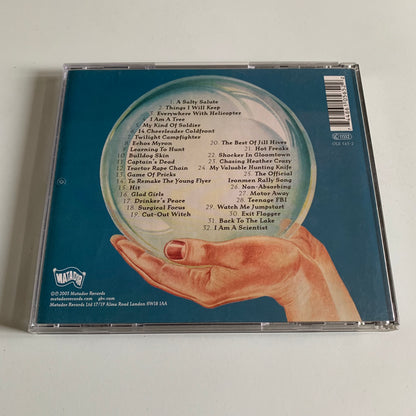 1. A Salty Salute
2. Things I Will Keep
3. Everywhere With Helicopter
4. I Am A Tree
5. My Kind Of Soldier
6. 14 Cheerleader Coldfront
7. Twilight Campfighter
8. Echos Myron
9. Learning To Hunt
10. Bulldog Skin
11. Captain's Dead
12. Tractor Rape Chain
13. Game Of Pricks
14. To Remake The Young Flyer
15. Hit
16. Glad Girls
17. Drinker's Peace
18. Surgical Focus
19. Cut-Out Witch
20. The Best Of Jill Hives
21. Hot Freaks
22. Shocker In Gloomtown
23. Chasing Heather Crazy
24. My Valuable Hunting Knife
25. The Official
Ironmen Rally Song
26. Non-Absorbing
27. Motor Away
28. Teenage FBI
29. Watch Me Jumpstart
30. Exit Flagger
31. Back To The Lake
32. I Am A Scientist
MATADOR
℗© 2003 Matador Records
matadorrecords.com gbv.com
Matador Records Ltd 17/19 Alma Road London SW18 1AA
OLE 565-2